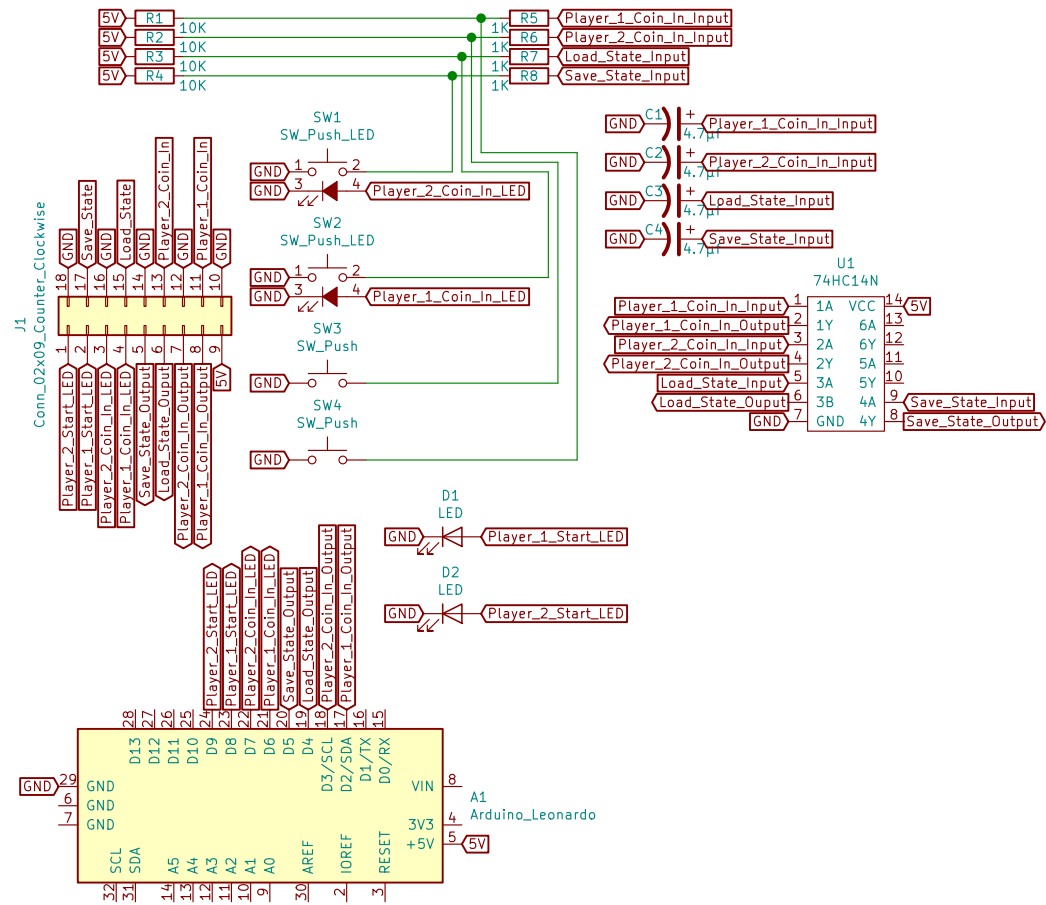 5V R1 10K
1K R5 Player_1_Coin_In_Input
5V R2 10K
1K R6 Player_2_Coin_In_Input
5V R3 10K
1K R7 Load_State_Input
5V R4 10K
1K R8 Save_State_Input
SW1
SW_Push_LED
GND 1 2
GND 3 4 Player_2_Coin_In_LED
SW2
SW_Push_LED
GND 1 2
GND 3 4 Player_1_Coin_In_LED
SW3
SW_Push
GND
SW4
SW_Push
GND
GND C1 + 4.7µf Player_1_Coin_In_Input
GND C2 + 4.7µf Player_2_Coin_In_Input
GND C3 + 4.7µf Load_State_Input
GND C4 + 4.7µf Save_State_Input
U1
74HC14N
Player_1_Coin_In_Input 1 1A VCC 14 5V
Player_1_Coin_In_Output 2 1Y 6A 13
Player_2_Coin_In_Input 3 2A 6Y 12
Player_2_Coin_In_Output 4 2Y 5A 11
Load_State_Input 5 3A 5Y 10
Load_State_Ouput 6 3B 4A 9 Save_State_Input
GND 7 GND 4Y 8 Save_State_Output
J1
Conn_02x09_Counter_Clockwise
18 GND
17 Save_State
16 GND
15 Load_State
14 GND
13 Player_2_Coin_In
12 GND
11 Player_1_Coin_In
10 GND
1 Player_2_Start_LED
2 Player_1_Start_LED
3 Player_2_Coin_In_LED
4 Player_1_Coin_In_LED
5 Save_State_Output
6 Load_State_Output
7 Player_2_Coin_In_Output
8 Player_1_Coin_In_Output
9 5V
D1
LED
GND Player_1_Start_LED
D2
LED
GND Player_2_Start_LED
28 D13
27 D12
26 D11
25 D10
Player_2_Start_LED 24 D9
Player_1_Start_LED 23 D8
Player_2_Coin_In_LED 22 D7
Player_1_Coin_In_LED 21 D6
Save_State_Output 20 D5
Load_State_Output 19 D4
Player_2_Coin_In_Output 18 D3/SCL
Player_1_Coin_In_Output 17 D2/SDA
16 D1/TX
15 D0/RX
GND 29 GND
6 GND
7 GND
VIN 8
3V3 4
+5V 5 5V
A1
Arduino_Leonardo
SCL 32
SDA 31
A5 14
A4 13
A3 12
A2 11
A1 10
A0 9
AREF 30
IOREF 2
RESET 3